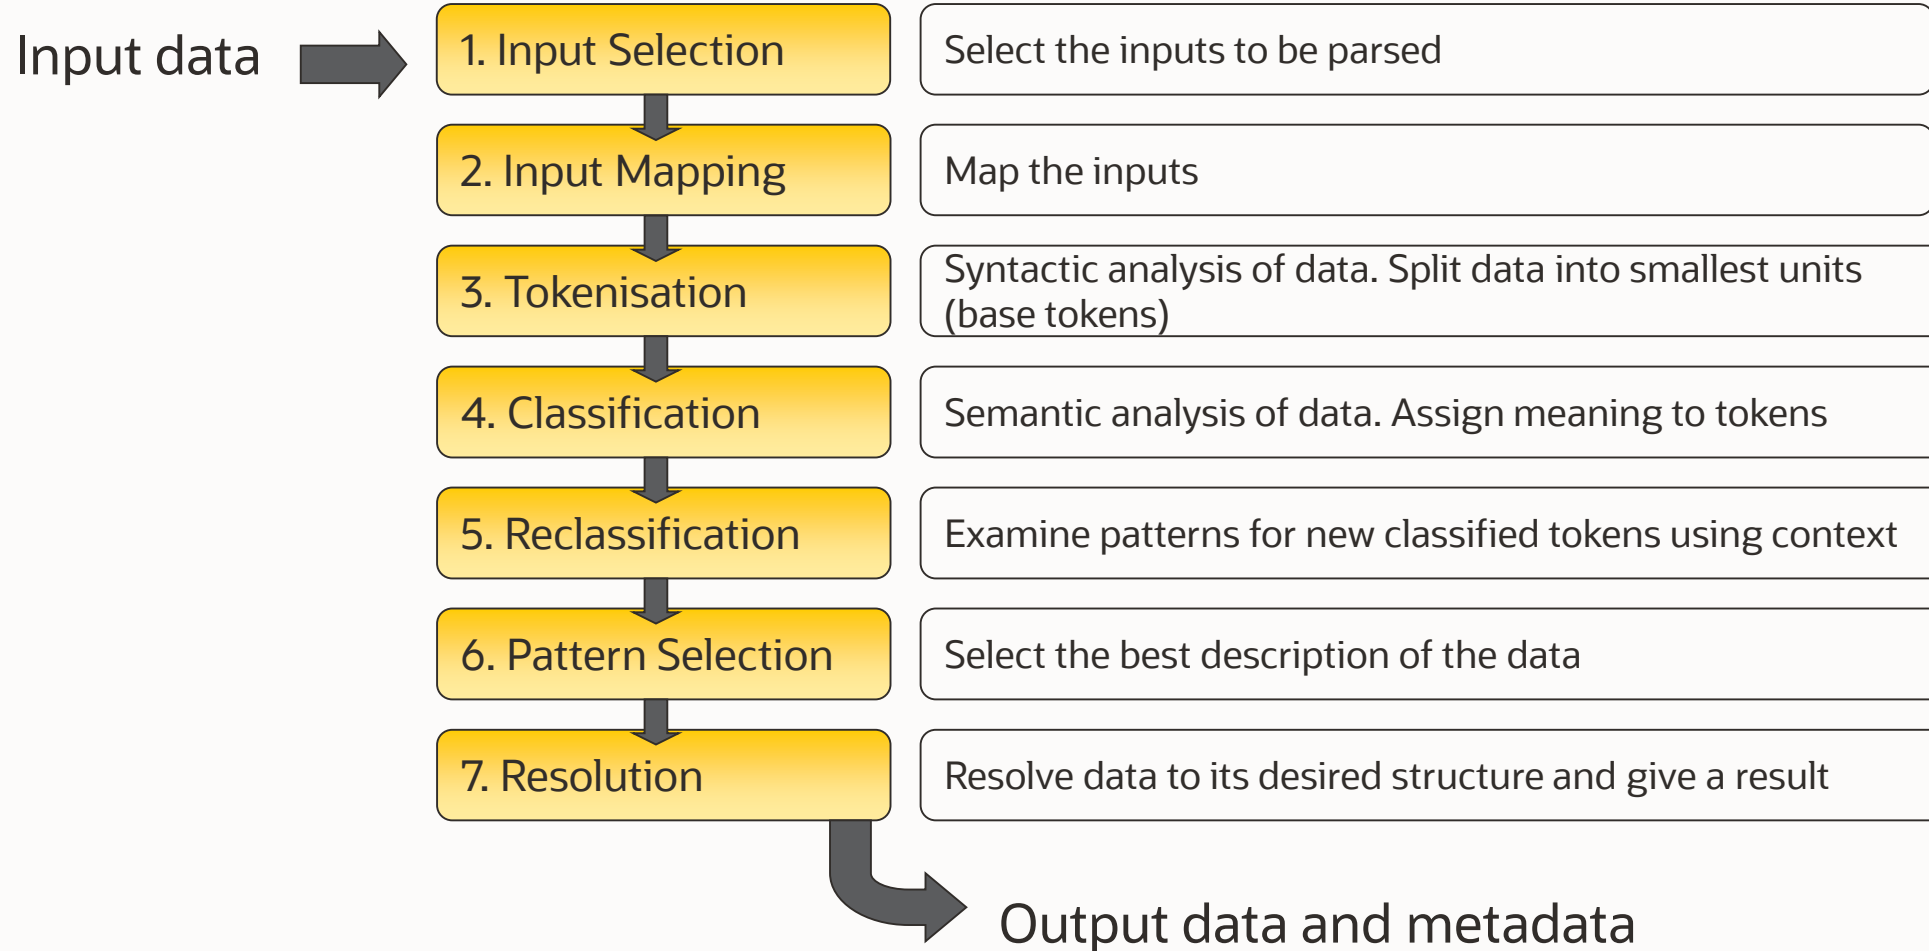 Input data
1. Input Selection
Select the inputs to be parsed
2. Input Mapping
Map the inputs
3. Tokenisation
Syntactic analysis of data. Split data into smallest units
(base tokens)
4. Classification
Semantic analysis of data. Assign meaning to tokens
5. Reclassification
Examine patterns for new classified tokens using context
6. Pattern Selection
Select the best description of the data
7. Resolution
Resolve data to its desired structure and give a result
Output data and metadata